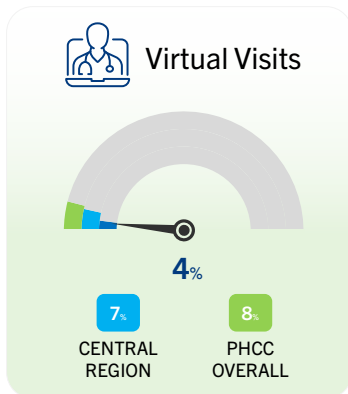 Virtual Visits
4%
7%
8%
CENTRAL
REGION
PHCC
OVERALL